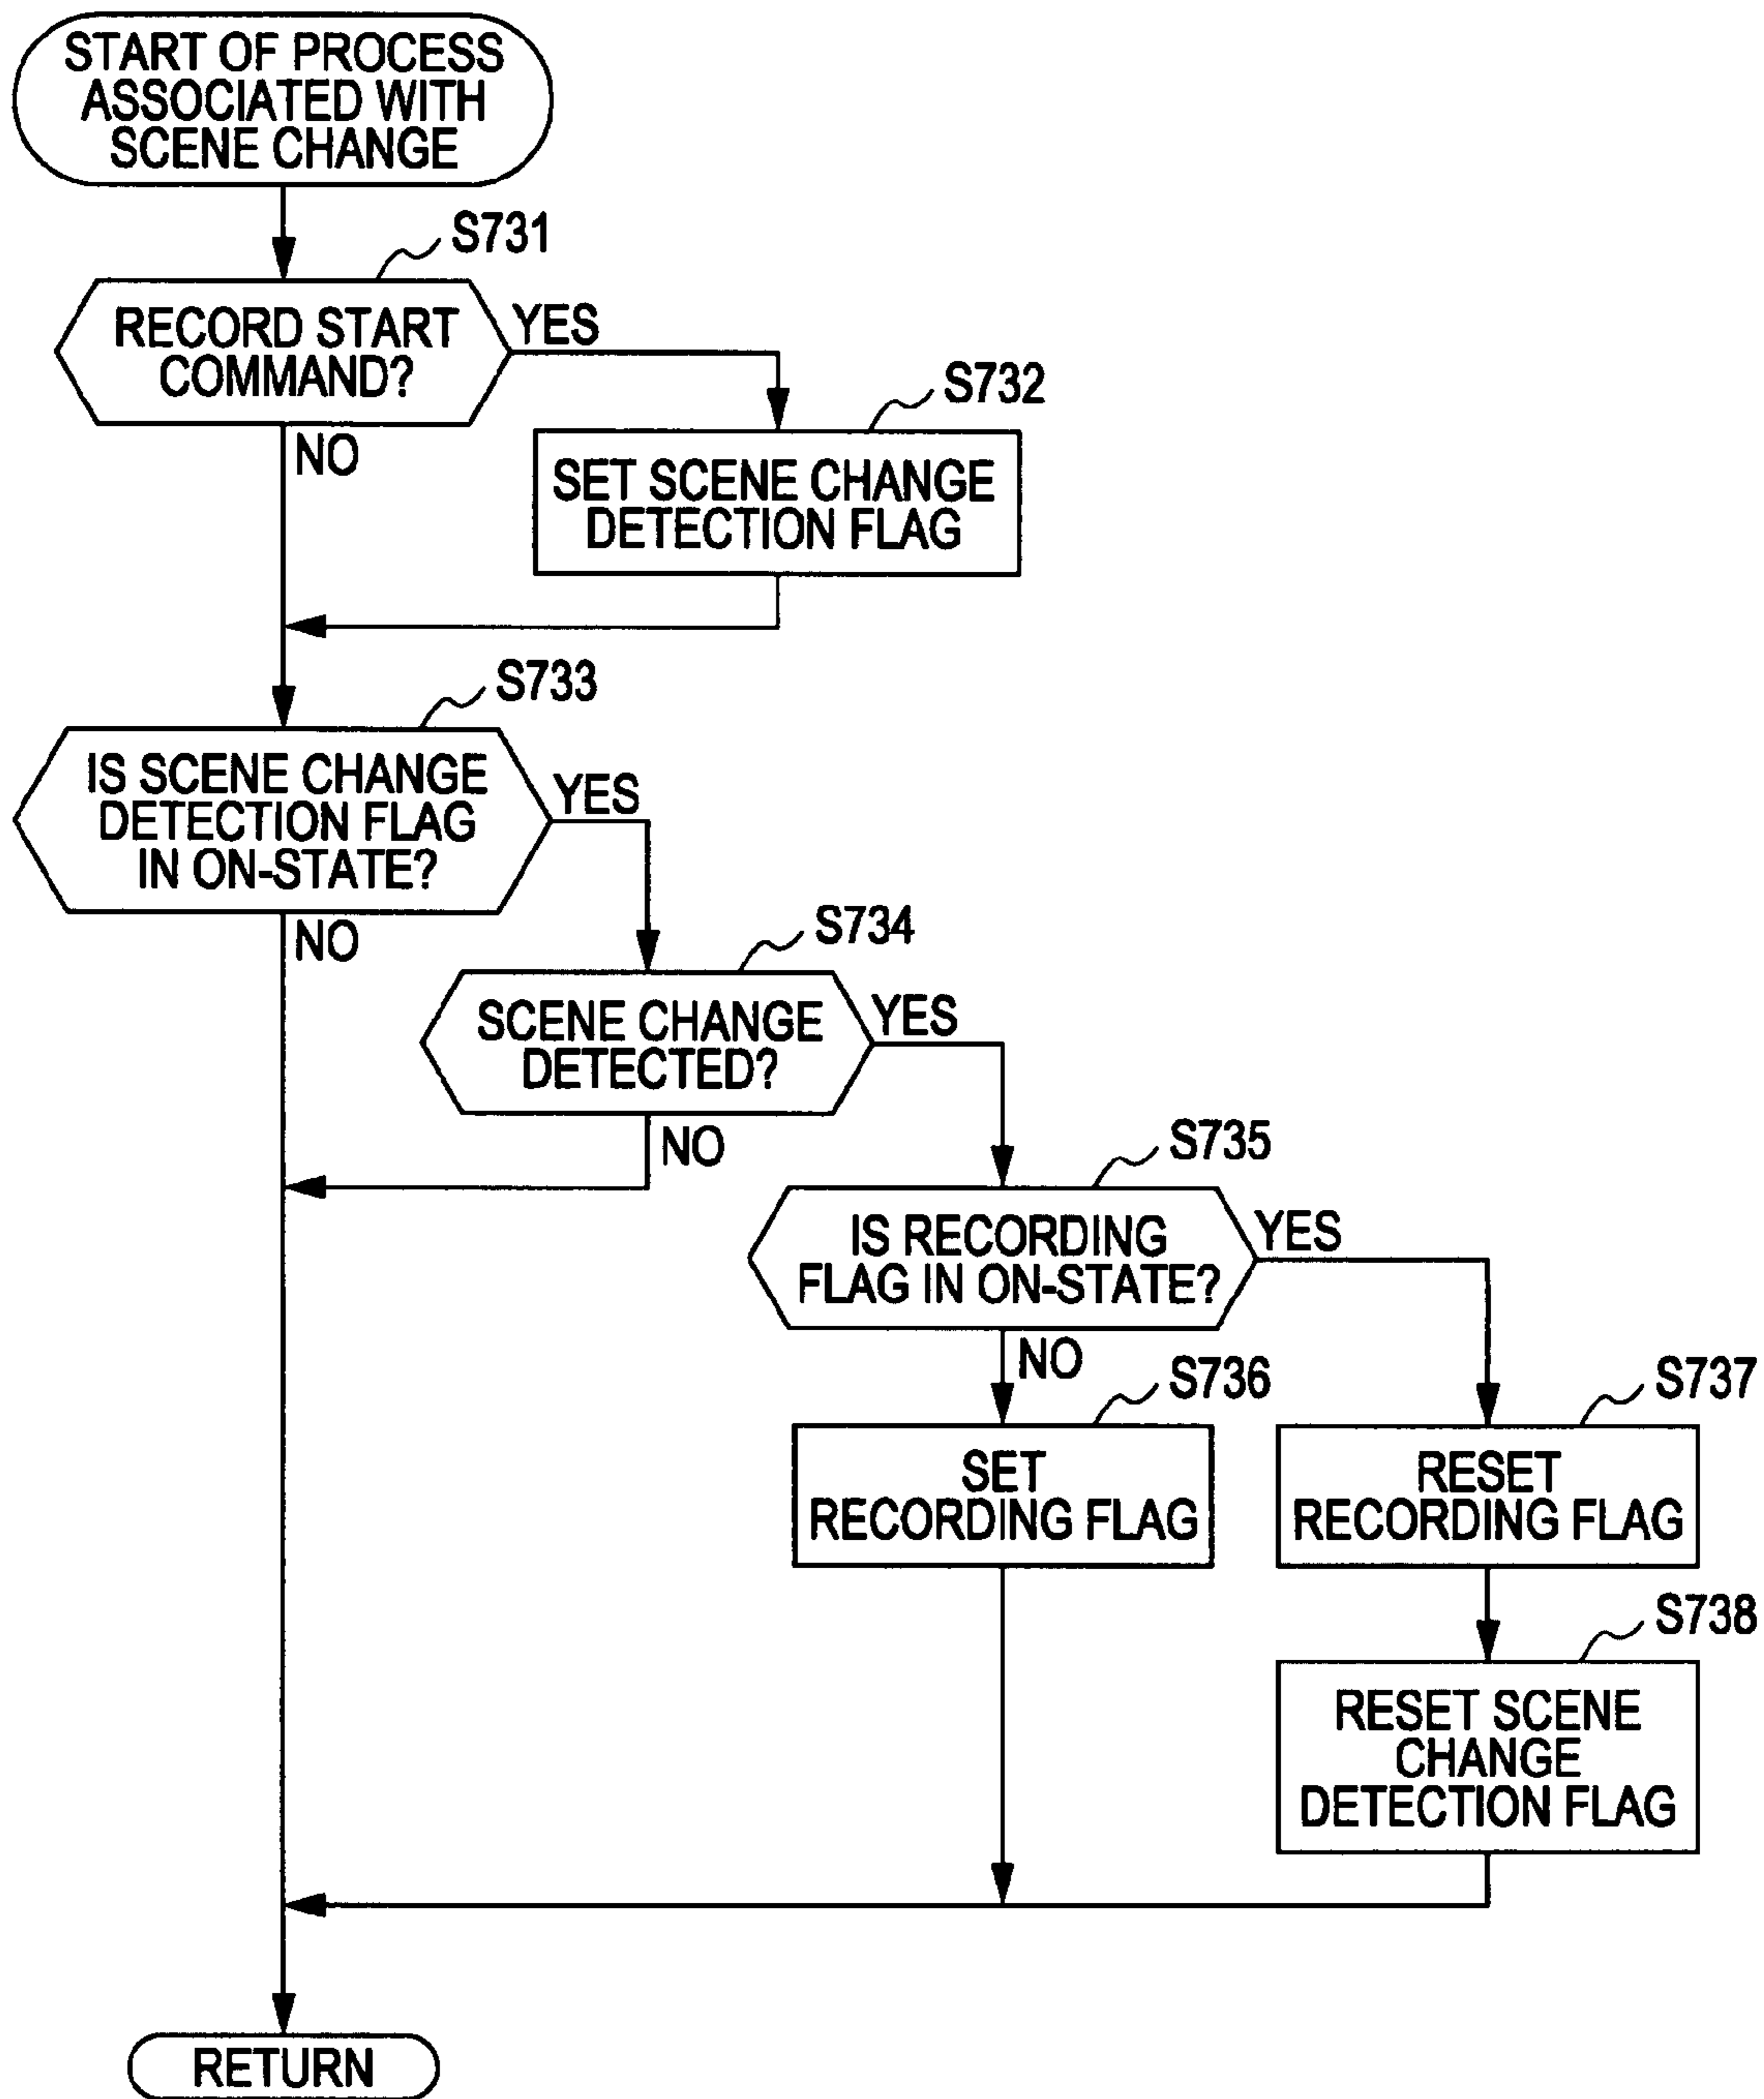 START OF PROCESS
ASSOCIATED WITH
SCENE CHANGE
S731
RECORD START
COMMAND?
YES
NO
S732
SET SCENE CHANGE
DETECTION FLAG
S733
IS SCENE CHANGE
DETECTION FLAG
IN ON-STATE?
YES
NO
S734
SCENE CHANGE
DETECTED?
YES
NO
S735
IS RECORDING
FLAG IN ON-STATE?
YES
NO
S736
SET
RECORDING FLAG
S737
RESET
RECORDING FLAG
S738
RESET SCENE
CHANGE
DETECTION FLAG
RETURN